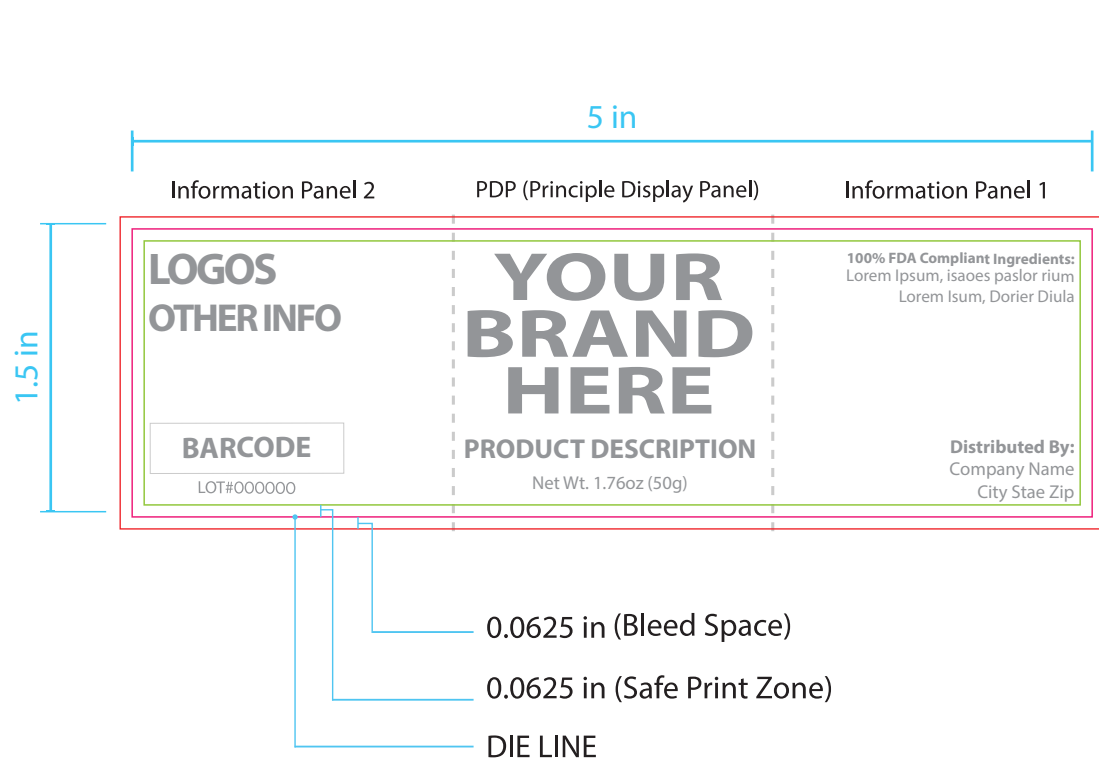 5 in
Information Panel 2
PDP (Principle Display Panel)
Information Panel 1
1.5 in
LOGOS
OTHER INFO
BARCODE
LOT#000000
YOUR
BRAND
HERE
PRODUCT DESCRIPTION
Net Wt. 1.76oz (50g)
100% FDA Compliant Ingredients:
Lorem Ipsum, isaoes paslor rium
Lorem Isum, Dorier Diula
Distributed By:
Company Name
City Stae Zip
0.0625 in (Bleed Space)
0.0625 in (Safe Print Zone)
DIE LINE